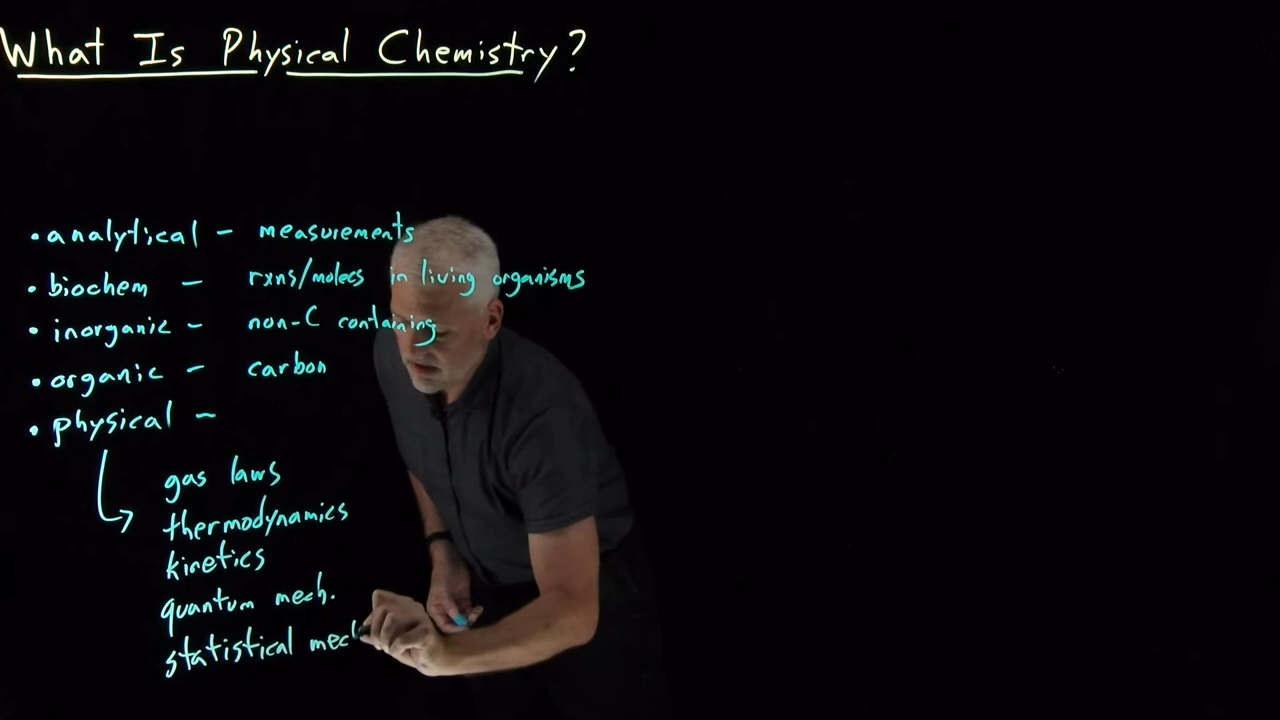 What Is Physical Chemistry?
• analytical - measurements
• biochem - rxns/molecs in living organisms
• inorganic - non-C containing
• organic - carbon
• physical -
gas laws
thermodynamics
kinetics
quantum mech.
statistical mech